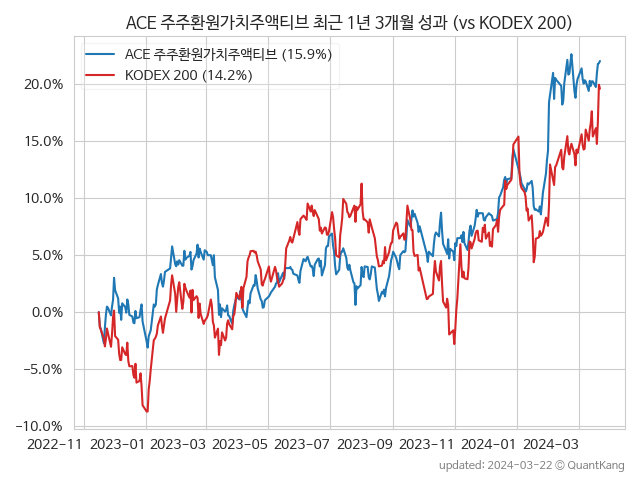 ACE 주주환원가치주액티브 최근 1년 3개월 성과 (vs KODEX 200)
ACE 주주환원가치주액티브 (15.9%)
KODEX 200 (14.2%)
20.0%
15.0%
10.0%
5.0%
0.0%
−5.0%
−10.0%
2022-11 2023-01 2023-03 2023-05 2023-07 2023-09 2023-11 2024-01 2024-03
updated: 2024-03-22 © QuantKang